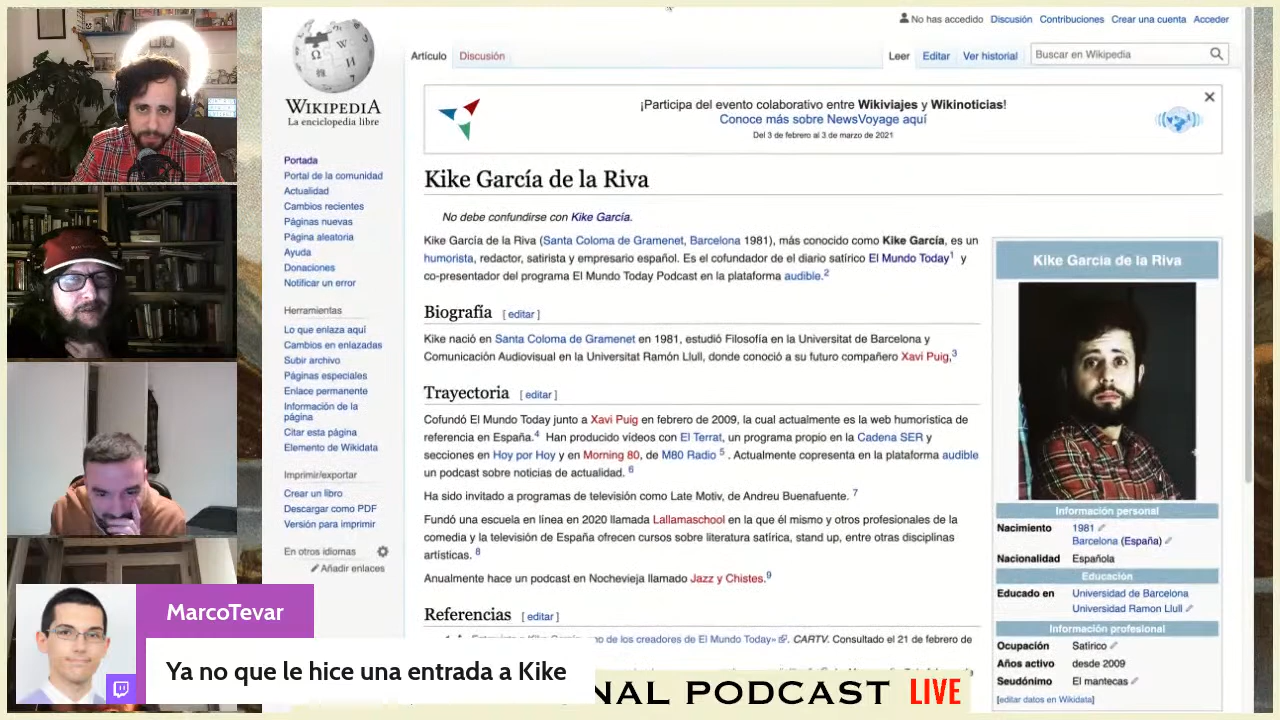 No has accedido Discusión Contribuciones Crear una cuenta Acceder
Artículo Discusión
Leer Editar Ver historial Buscar en Wikipedia
WIKIPEDIA
La enciclopedia libre
¡Participa del evento colaborativo entre Wikiviajes y Wikinoticias!
Conoce más sobre NewsVoyage aquí
Del 3 de febrero al 3 de marzo de 2021
Portada
Portal de la comunidad
Actualidad
Cambios recientes
Páginas nuevas
Página aleatoria
Ayuda
Donaciones
Notificar un error
Herramientas
Lo que enlaza aquí
Cambios en enlazadas
Subir archivo
Páginas especiales
Enlace permanente
Información de la
página
Citar esta página
Elemento de Wikidata
Imprimir/exportar
Crear un libro
Descargar como PDF
Versión para imprimir
En otros idiomas
Añadir enlaces
Kike García de la Riva
No debe confundirse con Kike García.
Kike García de la Riva (Santa Coloma de Gramenet, Barcelona 1981), más conocido como Kike García, es un
humorista, redactor, satirista y empresario español. Es el cofundador de el diario satírico El Mundo Today1 y
co-presentador del programa El Mundo Today Podcast en la plataforma audible.2
Biografía [ editar ]
Kike nació en Santa Coloma de Gramenet en 1981, estudió Filosofía en la Universitat de Barcelona y
Comunicación Audiovisual en la Universitat Ramón Llull, donde conoció a su futuro compañero Xavi Puig,3
Trayectoria [ editar ]
Cofundó El Mundo Today junto a Xavi Puig en febrero de 2009, la cual actualmente es la web humorística de
referencia en España.4 Han producido vídeos con El Terrat, un programa propio en la Cadena SER y
secciones en Hoy por Hoy y en Morning 80, de M80 Radio 5 . Actualmente copresenta en la plataforma audible
un podcast sobre noticias de actualidad. 6
Ha sido invitado a programas de televisión como Late Motiv, de Andreu Buenafuente. 7
Fundó una escuela en línea en 2020 llamada Lallamaschool en la que él mismo y otros profesionales de la
comedia y la televisión de España ofrecen cursos sobre literatura satírica, stand up, entre otras disciplinas
artísticas. 8
Anualmente hace un podcast en Nochevieja llamado Jazz y Chistes.9
Referencias [ editar ]
no de los creadores de El Mundo Today» CARTV. Consultado el 21 de febrero de
Kike García de la Riva
Información personal
Nacimiento 1981
Barcelona (España)
Nacionalidad Española
Educación
Educado en Universidad de Barcelona
Universidad Ramon Llull
Información profesional
Ocupación Satírico
Años activo desde 2009
Seudónimo El mantecas
[editar datos en Wikidata]
MarcoTevar
Ya no que le hice una entrada a Kike
NAL PODCAST LIVE